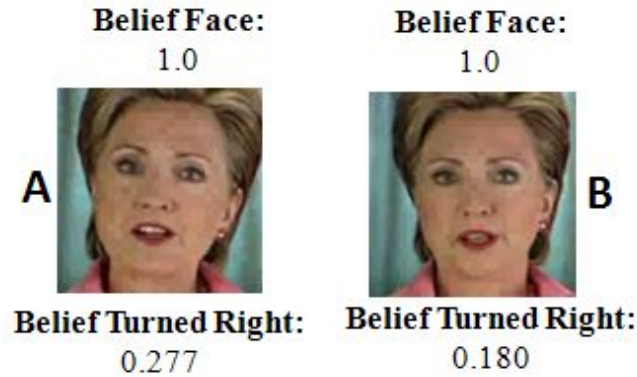 Belief Face:
1.0
Belief Face:
1.0
A
B
Belief Turned Right:
0.277
Belief Turned Right:
0.180